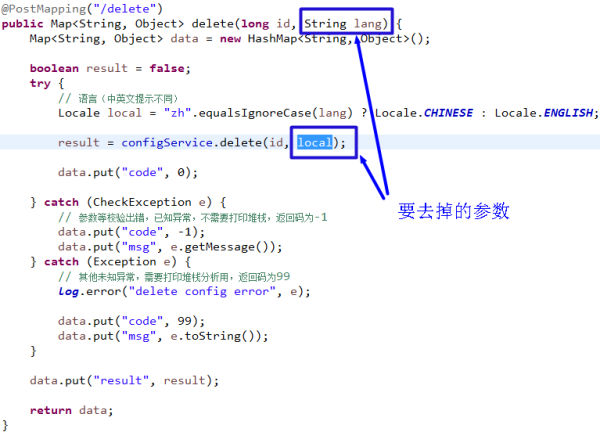 @PostMapping("/delete")
public Map<String, Object> delete(long id, String lang) {
Map<String, Object> data = new HashMap<String, Object>();
boolean result = false;
try {
// 语言（中英文提示不同）
Locale local = "zh".equalsIgnoreCase(lang) ? Locale.CHINESE : Locale.ENGLISH;
result = configService.delete(id, local);
data.put("code", 0);
要去掉的参数
} catch (CheckException e) {
// 参数等校验出错，已知异常，不需要打印堆栈，返回码为-1
data.put("code", -1);
data.put("msg", e.getMessage());
} catch (Exception e) {
// 其他未知异常，需要打印堆栈分析用，返回码为99
log.error("delete config error", e);
data.put("code", 99);
data.put("msg", e.toString());
}
data.put("result", result);
return data;
}